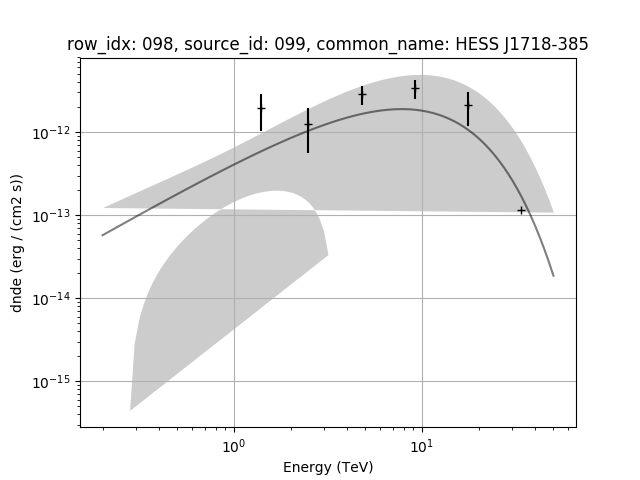 row_idx: 098, source_id: 099, common_name: HESS J1718-385
10⁻¹²
10⁻¹³
10⁻¹⁴
10⁻¹⁵
dnde (erg / (cm2 s))
10⁰
10¹
Energy (TeV)